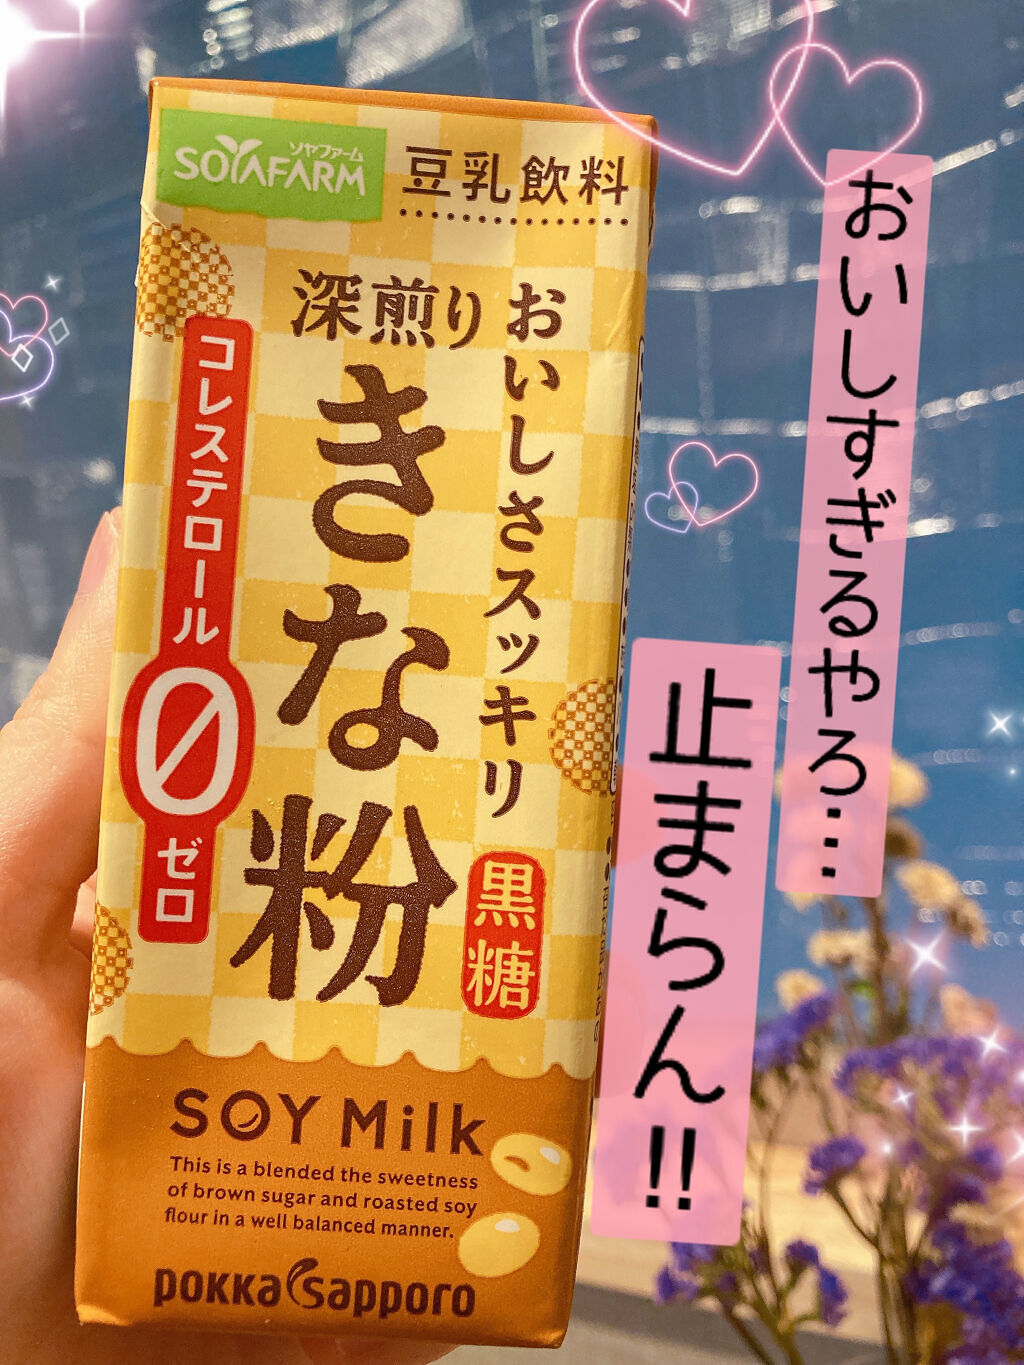 ソヤファーム
SOYAFARM
豆乳飲料
おいしさスッキリ
深煎り
きな粉
黒糖
コレステロール
0
ゼロ
SOY Milk
This is a blended the sweetness
of brown sugar and roasted soy
flour in a well balanced manner.
pokka sapporo
おいしすぎるやろ…
止まらん!!